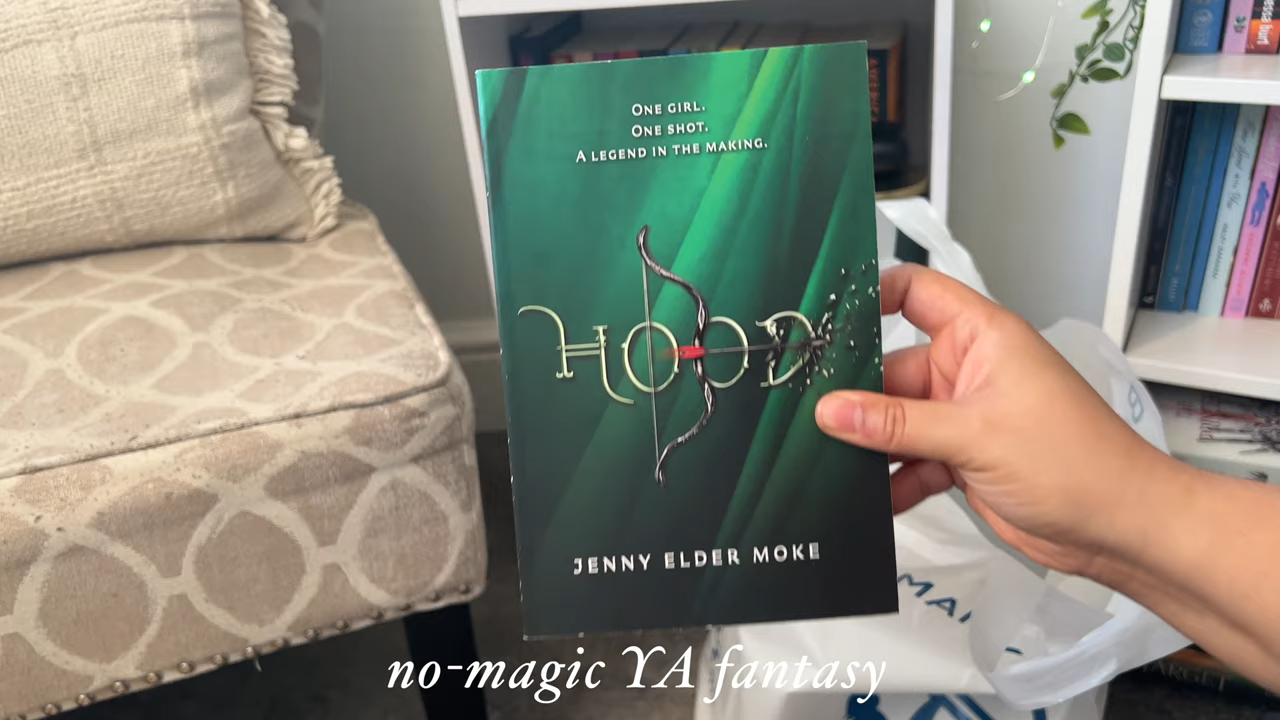 ONE GIRL.
ONE SHOT.
A LEGEND IN THE MAKING.
HOOD
JENNY ELDER MOKE
no-magic YA fantasy